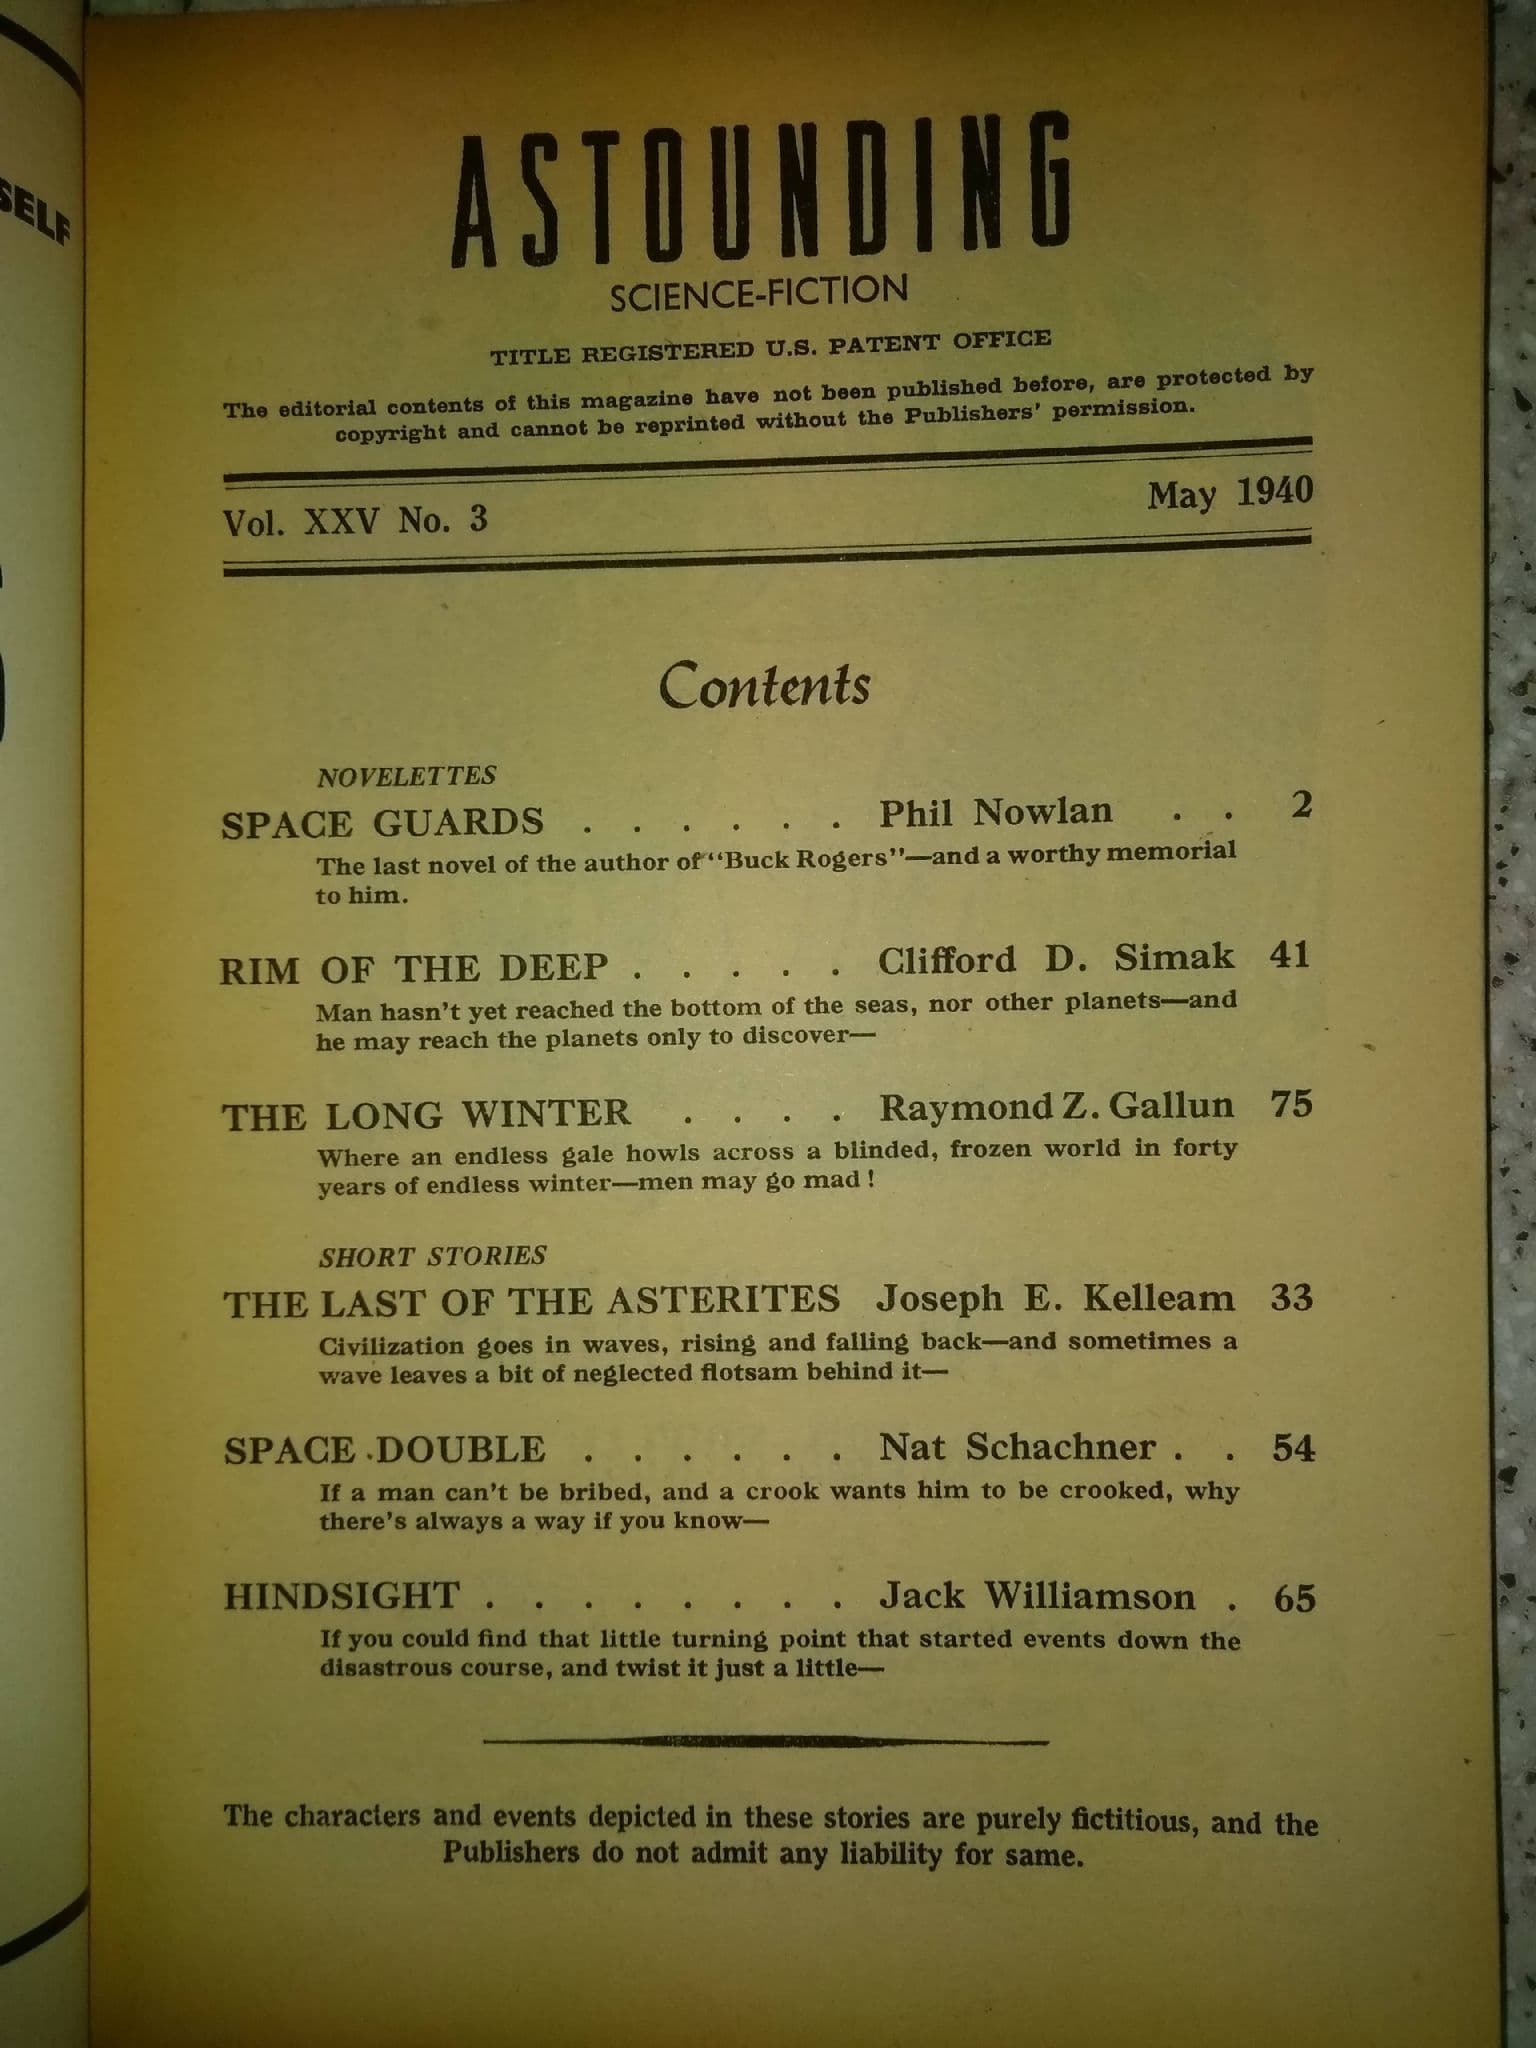 SELF
ASTOUNDING
SCIENCE-FICTION
TITLE REGISTERED U.S. PATENT OFFICE
The editorial contents of this magazine have not been published before, are protected by
copyright and cannot be reprinted without the Publishers' permission.
Vol. XXV No. 3 May 1940
Contents
NOVELETTES
SPACE GUARDS . . . . . . Phil Nowlan . . 2
The last novel of the author of "Buck Rogers"—and a worthy memorial
to him.
RIM OF THE DEEP . . . . . Clifford D. Simak 41
Man hasn't yet reached the bottom of the seas, nor other planets—and
he may reach the planets only to discover—
THE LONG WINTER . . . . Raymond Z. Gallun 75
Where an endless gale howls across a blinded, frozen world in forty
years of endless winter—men may go mad!
SHORT STORIES
THE LAST OF THE ASTERITES Joseph E. Kelleam 33
Civilization goes in waves, rising and falling back—and sometimes a
wave leaves a bit of neglected flotsam behind it—
SPACE DOUBLE . . . . . . Nat Schachner . . 54
If a man can't be bribed, and a crook wants him to be crooked, why
there's always a way if you know—
HINDSIGHT . . . . . . . . Jack Williamson . 65
If you could find that little turning point that started events down the
disastrous course, and twist it just a little—
The characters and events depicted in these stories are purely fictitious, and the
Publishers do not admit any liability for same.